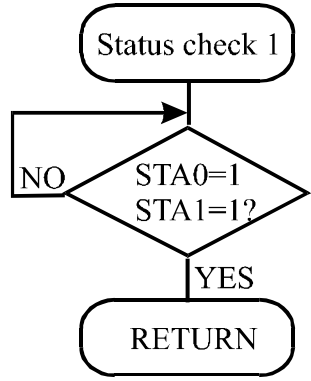 Status check 1
NO
STA0=1
STA1=1?
YES
RETURN